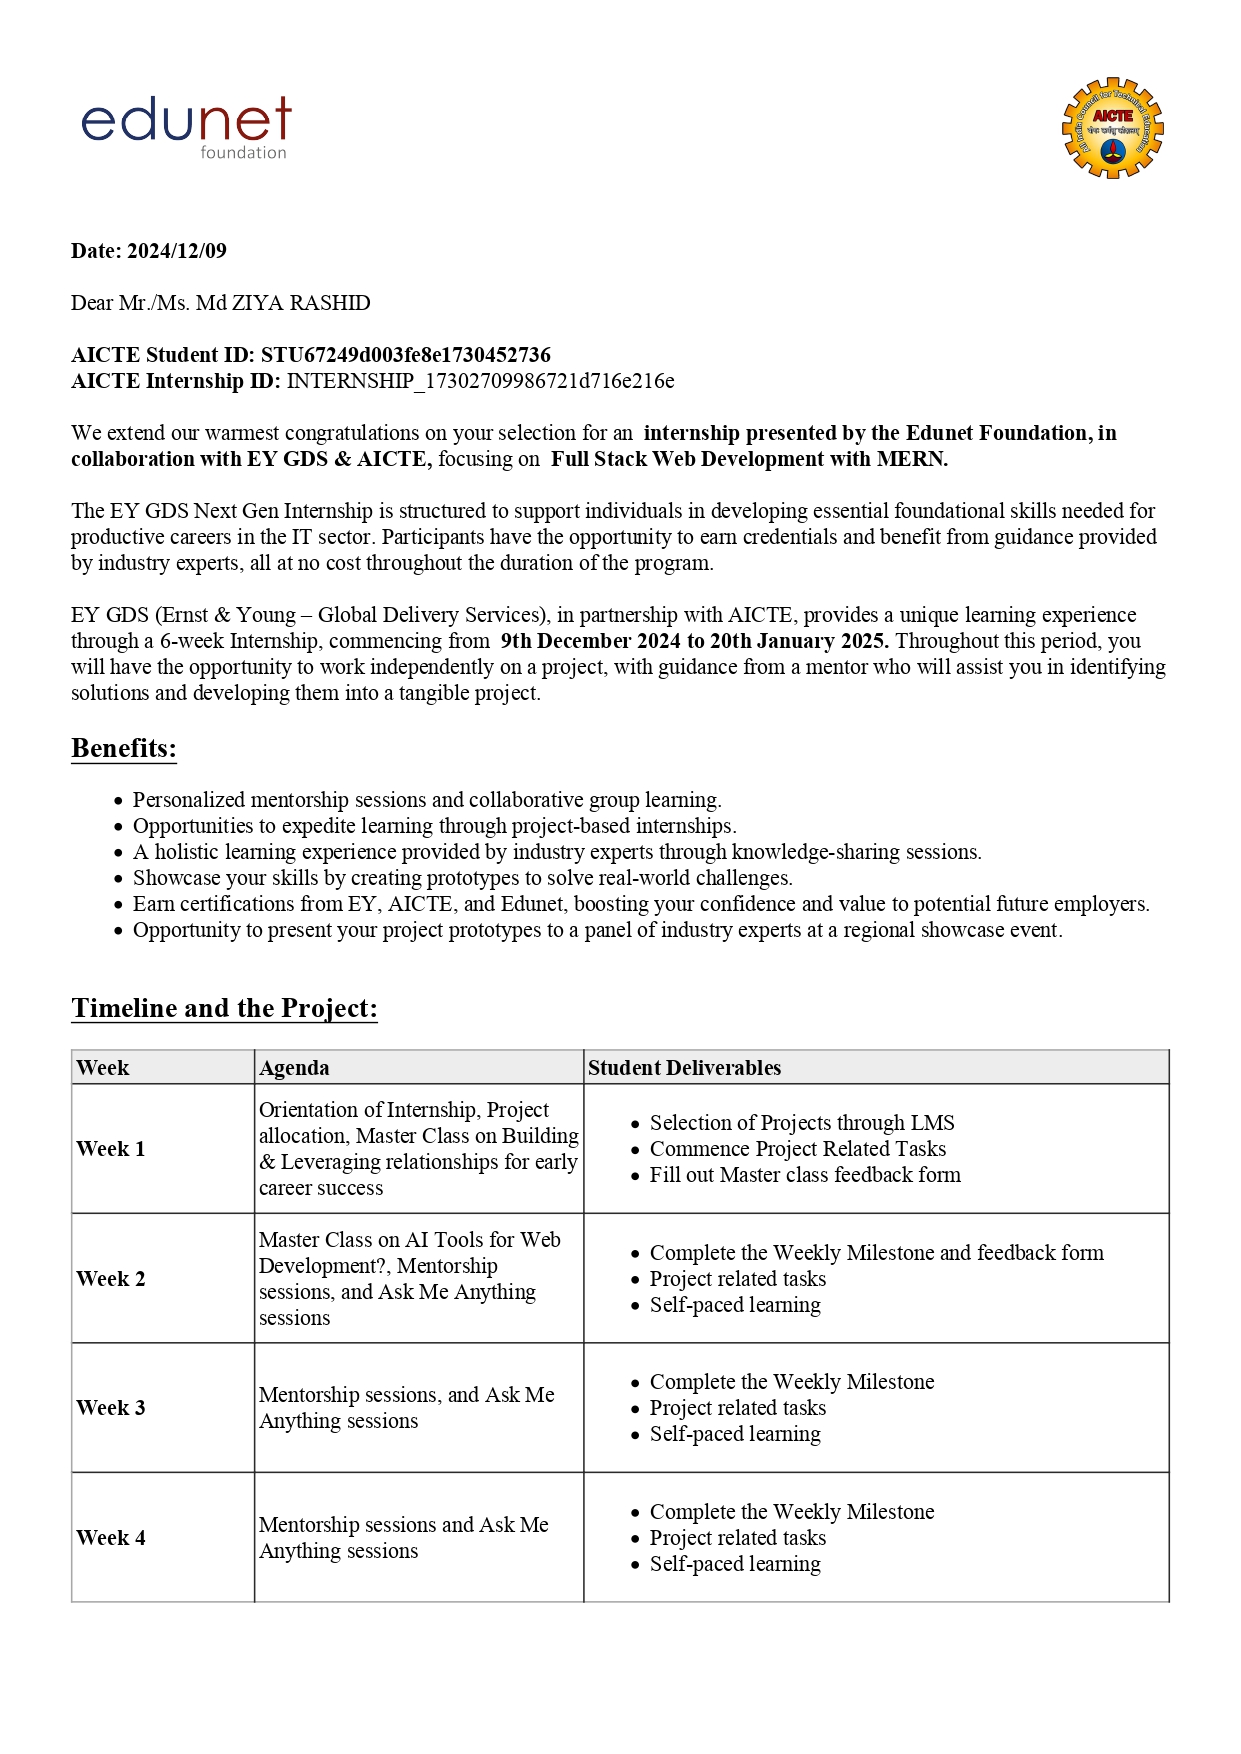 edunet
foundation
All India Council for Technical Education
AICTE
योगः कर्मसु कौशलम्
Date: 2024/12/09
Dear Mr./Ms. Md ZIYA RASHID
AICTE Student ID: STU67249d003fe8e1730452736
AICTE Internship ID: INTERNSHIP_17302709986721d716e216e
We extend our warmest congratulations on your selection for an internship presented by the Edunet Foundation, in
collaboration with EY GDS & AICTE, focusing on Full Stack Web Development with MERN.
The EY GDS Next Gen Internship is structured to support individuals in developing essential foundational skills needed for
productive careers in the IT sector. Participants have the opportunity to earn credentials and benefit from guidance provided
by industry experts, all at no cost throughout the duration of the program.
EY GDS (Ernst & Young – Global Delivery Services), in partnership with AICTE, provides a unique learning experience
through a 6-week Internship, commencing from 9th December 2024 to 20th January 2025. Throughout this period, you
will have the opportunity to work independently on a project, with guidance from a mentor who will assist you in identifying
solutions and developing them into a tangible project.
Benefits:
• Personalized mentorship sessions and collaborative group learning.
• Opportunities to expedite learning through project-based internships.
• A holistic learning experience provided by industry experts through knowledge-sharing sessions.
• Showcase your skills by creating prototypes to solve real-world challenges.
• Earn certifications from EY, AICTE, and Edunet, boosting your confidence and value to potential future employers.
• Opportunity to present your project prototypes to a panel of industry experts at a regional showcase event.
Timeline and the Project:
Week Agenda Student Deliverables
Week 1
Orientation of Internship, Project
allocation, Master Class on Building
& Leveraging relationships for early
career success
• Selection of Projects through LMS
• Commence Project Related Tasks
• Fill out Master class feedback form
Week 2
Master Class on AI Tools for Web
Development?, Mentorship
sessions, and Ask Me Anything
sessions
• Complete the Weekly Milestone and feedback form
• Project related tasks
• Self-paced learning
Week 3
Mentorship sessions, and Ask Me
Anything sessions
• Complete the Weekly Milestone
• Project related tasks
• Self-paced learning
Week 4
Mentorship sessions and Ask Me
Anything sessions
• Complete the Weekly Milestone
• Project related tasks
• Self-paced learning